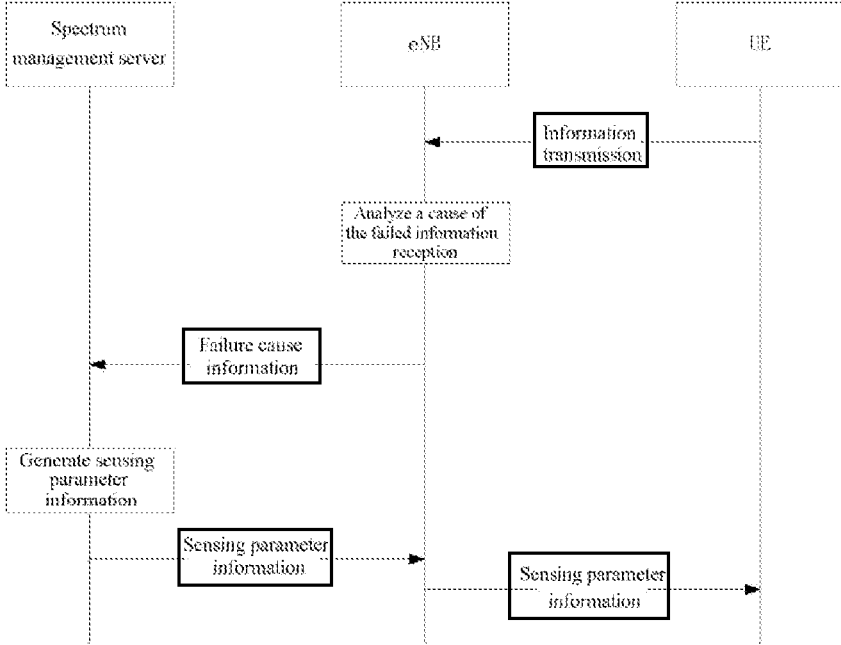 Spectrum
management server
eNB
UE
Information
transmission
Analyze a cause of
the failed information
reception
Failure cause
information
Generate sensing
parameter
information
Sensing parameter
information
Sensing parameter
information